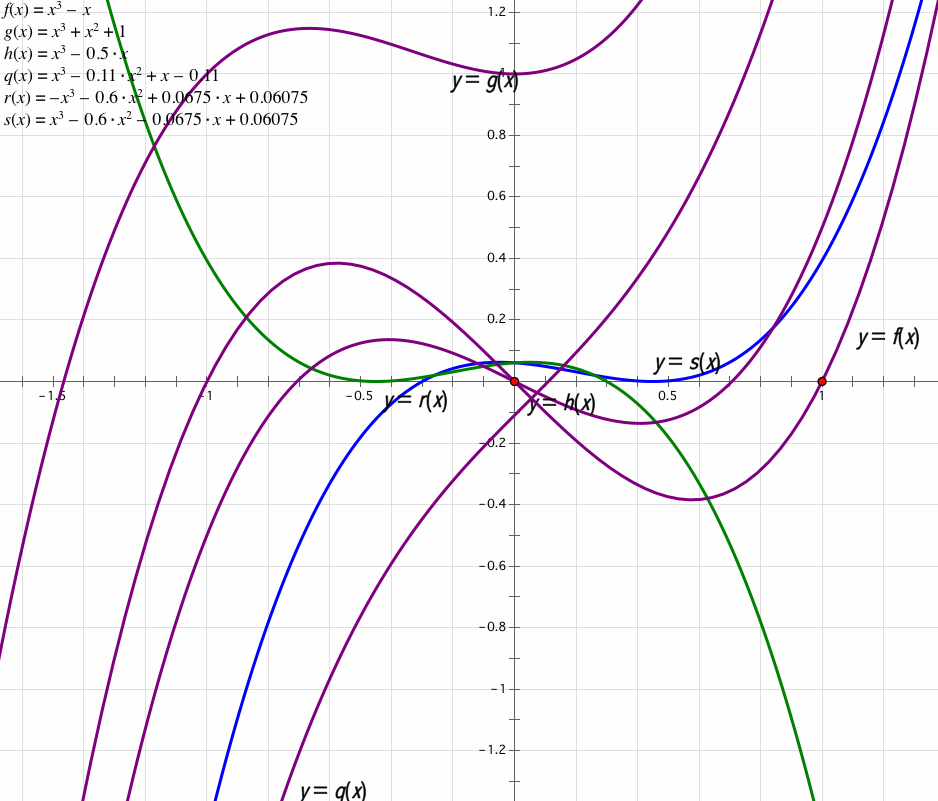 f(x) = x³ − x
g(x) = x³ + x² + 1
h(x) = x³ − 0.5·x
q(x) = x³ − 0.11·x² + x − 0.11
r(x) = −x³ − 0.6·x² + 0.0675·x + 0.06075
s(x) = x³ − 0.6·x² − 0.0675·x + 0.06075
1.2
1
y = g(x)
0.8
0.6
0.4
0.2
y = f(x)
y = s(x)
−1.5 −1 −0.5 0.5 1
y = r(x) y = h(x)
−0.2
−0.4
−0.6
−0.8
−1
−1.2
y = q(x)